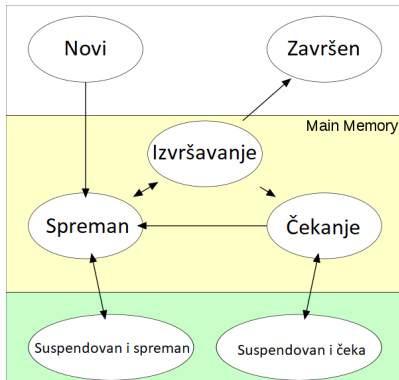 Novi
Završen
Main Memory
Izvršavanje
Spreman
Čekanje
Suspendovan i spreman
Suspendovan i čeka